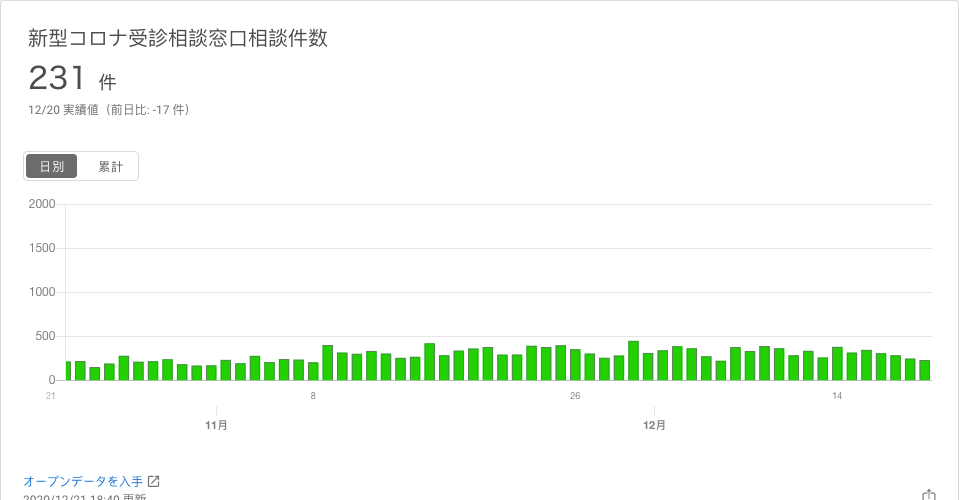 新型コロナ受診相談窓口相談件数
231 件
12/20 実績値（前日比: -17 件）
日別 累計
2000
1500
1000
500
0
21 8 26 14
11月 12月
オープンデータを入手
2020/12/21 18:40 更新